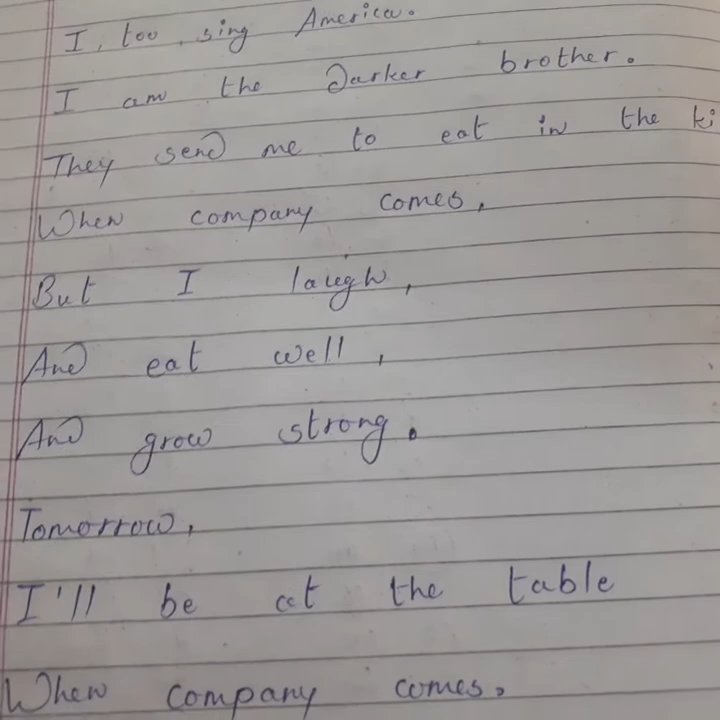 I, too, sing America.
I am the Darker brother.
They send me to eat in the ki
When company comes,
But I laugh,
And eat well,
And grow strong.
Tomorrow,
I'll be at the table
When company comes.